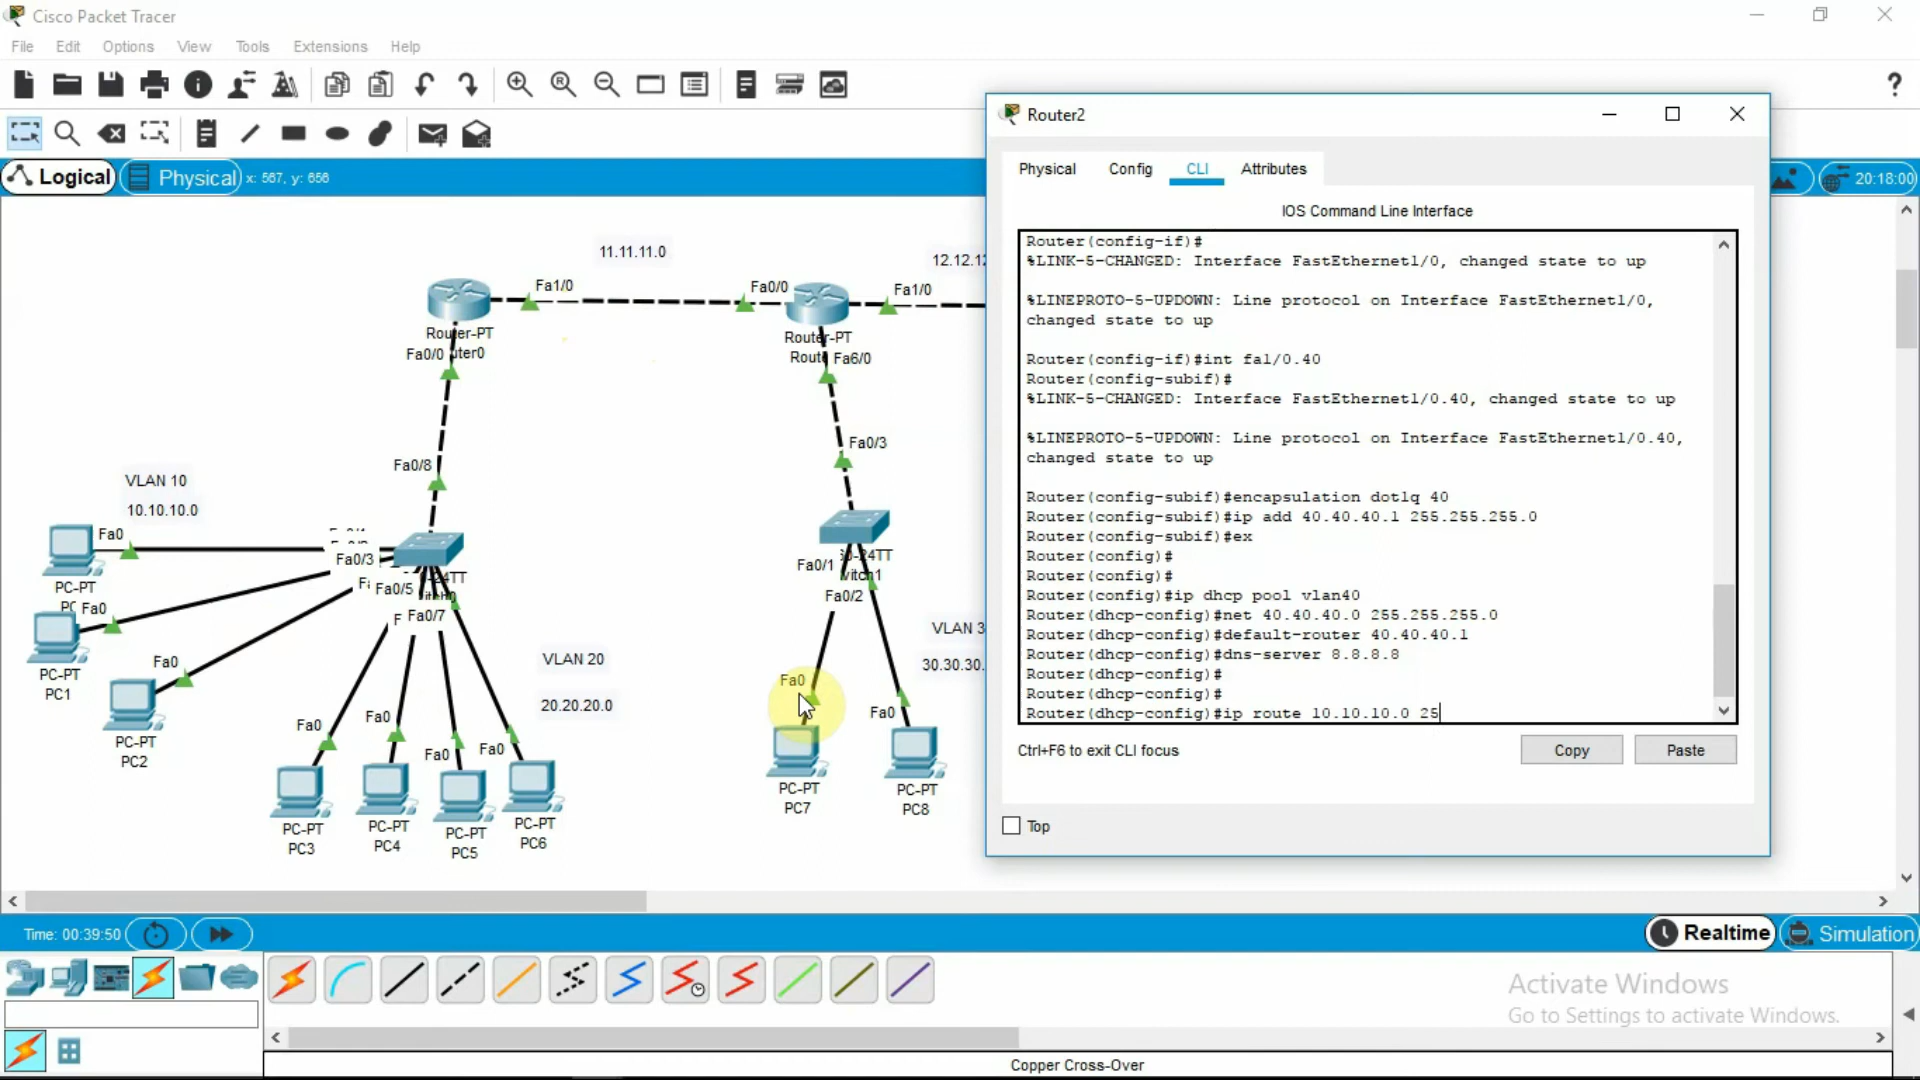 Cisco Packet Tracer
File Edit Options View Tools Extensions Help
?
Logical
Physical
x: 567, y: 656
20:18:00
11.11.11.0
12.12.12
Fa1/0
Fa0/0
Fa1/0
Router-PT
Fa0/0
uter0
Router-PT
Route
Fa6/0
Fa0/8
Fa0/3
VLAN 10
10.10.10.0
Fa0
Fa0/3
Fa0/5
Fa0/7
PC-PT
Fa0
PC-PT
PC1
Fa0
PC-PT
PC2
Fa0/1
-24TT
witch1
Fa0/2
VLAN 20
20.20.20.0
VLAN 3
30.30.30.
Fa0
Fa0
Fa0
Fa0
Fa0
Fa0
PC-PT
PC3
PC-PT
PC4
PC-PT
PC5
PC-PT
PC6
PC-PT
PC7
PC-PT
PC8
Router2
Physical Config CLI Attributes
IOS Command Line Interface
Router(config-if)#
%LINK-5-CHANGED: Interface FastEthernet1/0, changed state to up
%LINEPROTO-5-UPDOWN: Line protocol on Interface FastEthernet1/0,
changed state to up
Router(config-if)#int fa1/0.40
Router(config-subif)#
%LINK-5-CHANGED: Interface FastEthernet1/0.40, changed state to up
%LINEPROTO-5-UPDOWN: Line protocol on Interface FastEthernet1/0.40,
changed state to up
Router(config-subif)#encapsulation dot1q 40
Router(config-subif)#ip add 40.40.40.1 255.255.255.0
Router(config-subif)#ex
Router(config)#
Router(config)#
Router(config)#ip dhcp pool vlan40
Router(dhcp-config)#net 40.40.40.0 255.255.255.0
Router(dhcp-config)#default-router 40.40.40.1
Router(dhcp-config)#dns-server 8.8.8.8
Router(dhcp-config)#
Router(dhcp-config)#
Router(dhcp-config)#ip route 10.10.10.0 25
Ctrl+F6 to exit CLI focus
Copy
Paste
Top
Time: 00:39:50
Realtime
Simulation
Activate Windows
Go to Settings to activate Windows.
Copper Cross-Over